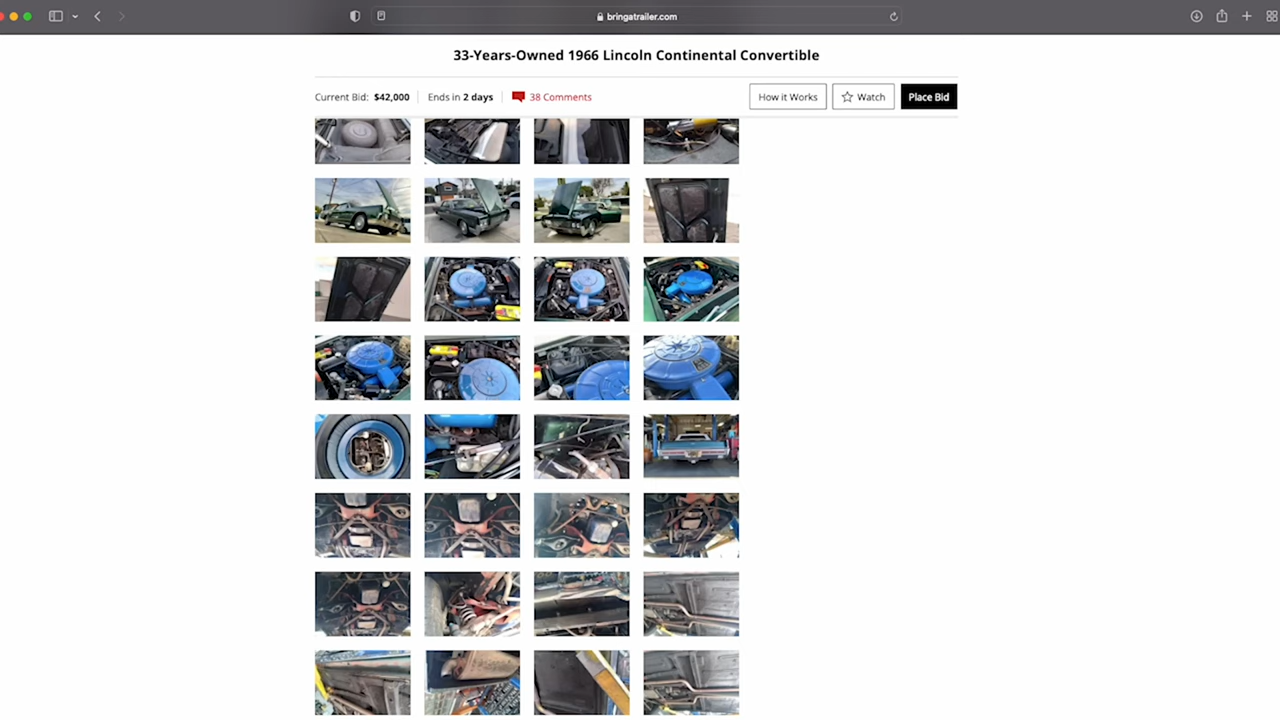 bringatrailer.com
33-Years-Owned 1966 Lincoln Continental Convertible
Current Bid: $42,000 Ends in 2 days 38 Comments How it Works Watch Place Bid